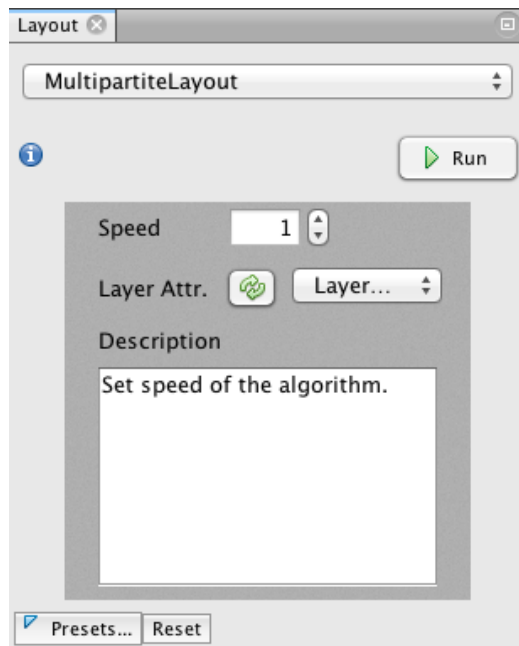 Layout
MultipartiteLayout
Run
Speed 1
Layer Attr. Layer...
Description
Set speed of the algorithm.
Presets... Reset